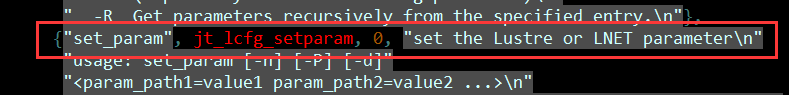 " -R Get parameters recursively from the specified entry.\n"},
{"set_param", jt_lcfg_setparam, 0, "set the Lustre or LNET parameter\n"
"usage: set_param [-n] [-P] [-d]"
"<param_path1=value1 param_path2=value2 ...>\n"